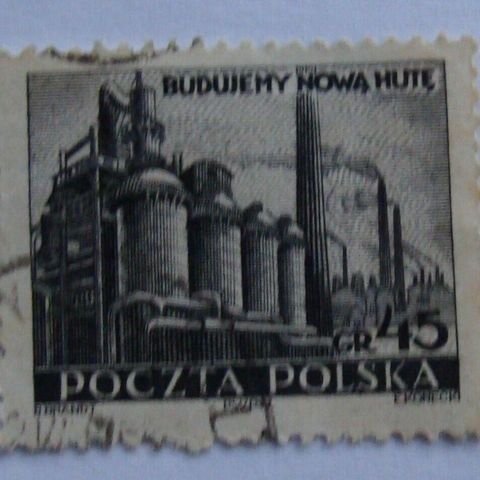 BUDUJEMY NOWĄ HUTĘ
GR 45
POCZTA POLSKA